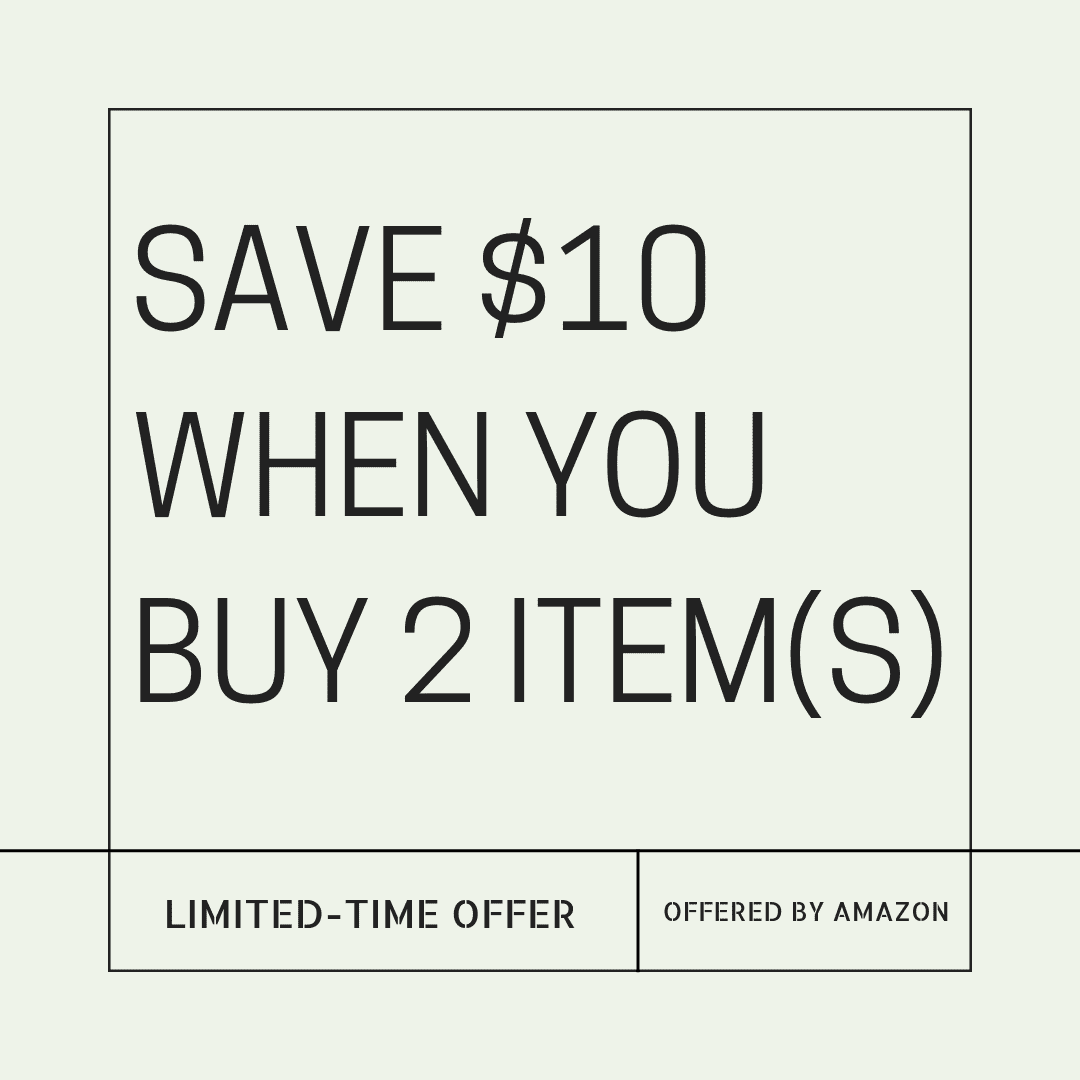 SAVE $10
WHEN YOU
BUY 2 ITEM(S)
LIMITED-TIME OFFER
OFFERED BY AMAZON